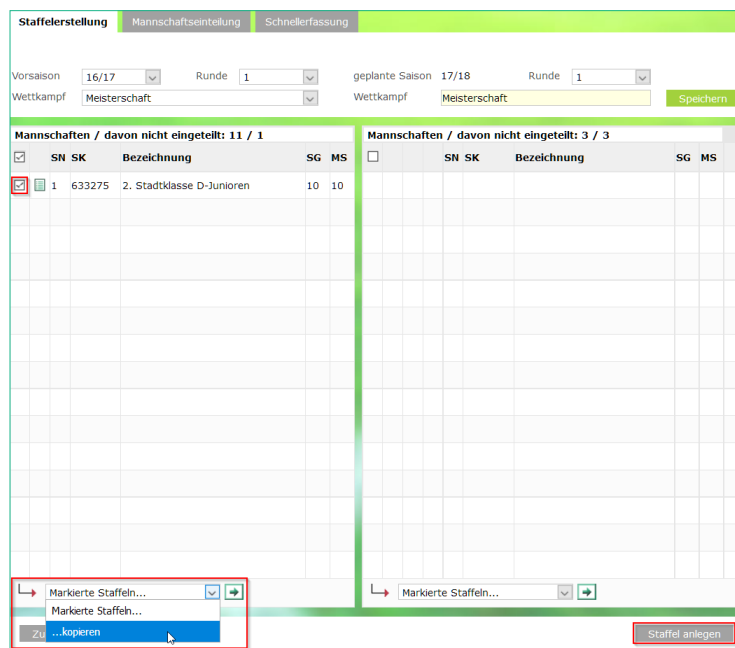 Staffelerstellung Mannschaftseinteilung Schnellerfassung
Vorsaison 16/17 Runde 1 geplante Saison 17/18 Runde 1
Wettkampf Meisterschaft Wettkampf Meisterschaft Speichern
Mannschaften / davon nicht eingeteilt: 11 / 1 Mannschaften / davon nicht eingeteilt: 3 / 3
SN SK Bezeichnung SG MS SN SK Bezeichnung SG MS
1 633275 2. Stadtklasse D-Junioren 10 10
Markierte Staffeln... Markierte Staffeln...
Markierte Staffeln...
...kopieren Staffel anlegen